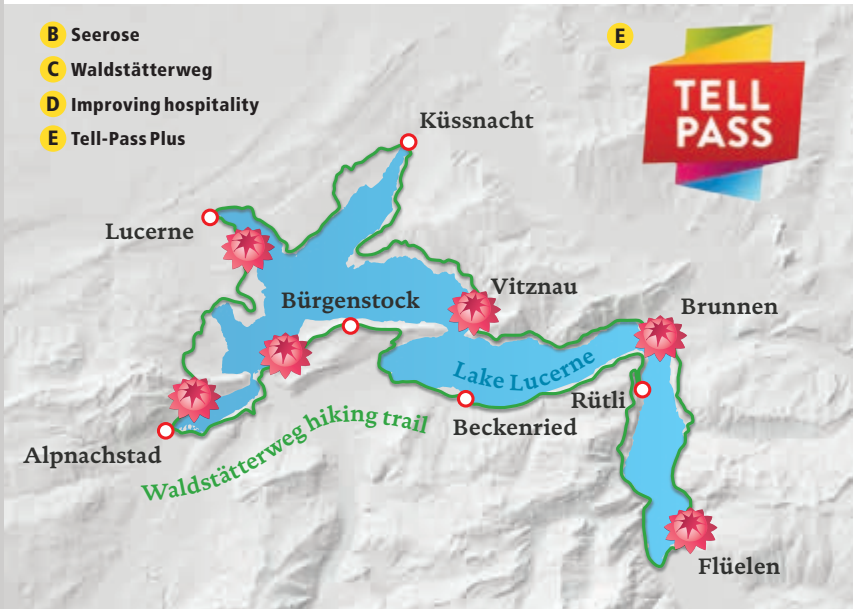 B Seerose
C Waldstätterweg
D Improving hospitality
E Tell-Pass Plus
E
TELL
PASS
Küssnacht
Lucerne
Vitznau
Bürgenstock
Brunnen
Lake Lucerne
Rütli
Beckenried
Alpnachstad
Waldstätterweg hiking trail
Flüelen